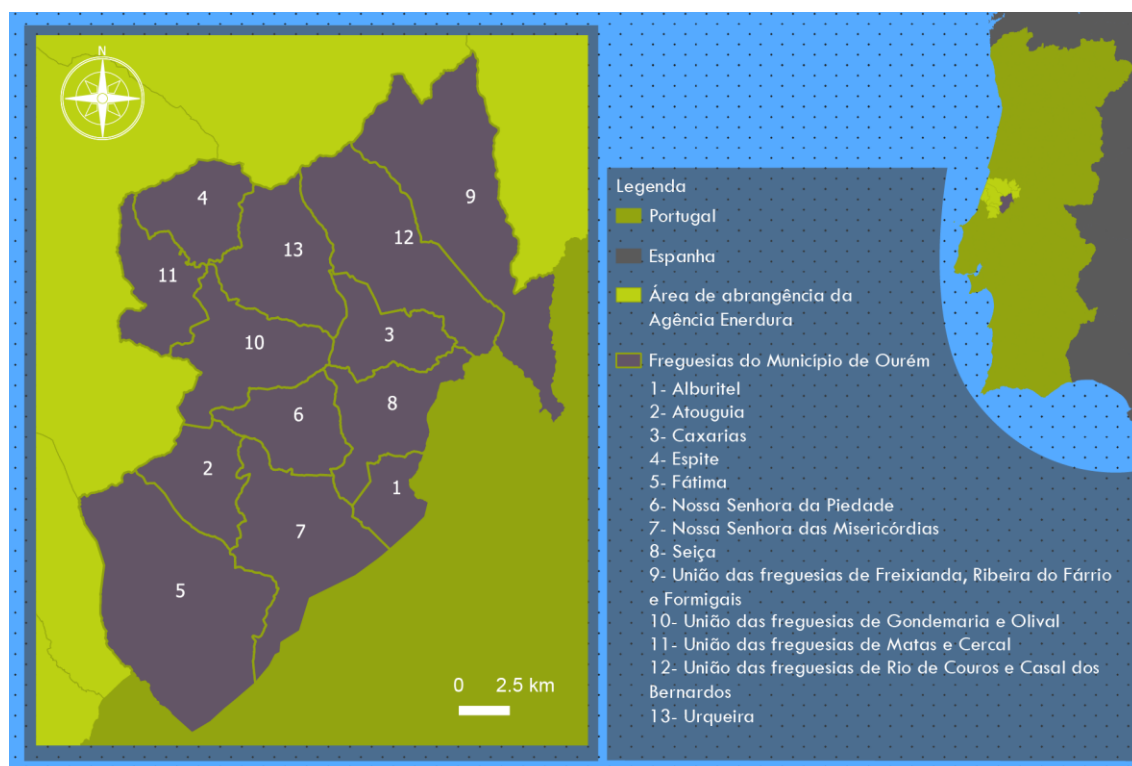 N
4
9
13
12
11
10
3
6
8
2
1
7
5
0 2.5 km
Legenda
Portugal
Espanha
Área de abrangência da
Agência Enerdura
Freguesias do Município de Ourém
1- Alburitel
2- Atouguia
3- Caxarias
4- Espite
5- Fátima
6- Nossa Senhora da Piedade
7- Nossa Senhora das Misericórdias
8- Seiça
9- União das freguesias de Freixianda, Ribeira do Fárrio
e Formigais
10- União das freguesias de Gondemaria e Olival
11- União das freguesias de Matas e Cercal
12- União das freguesias de Rio de Couros e Casal dos
Bernardos
13- Urqueira